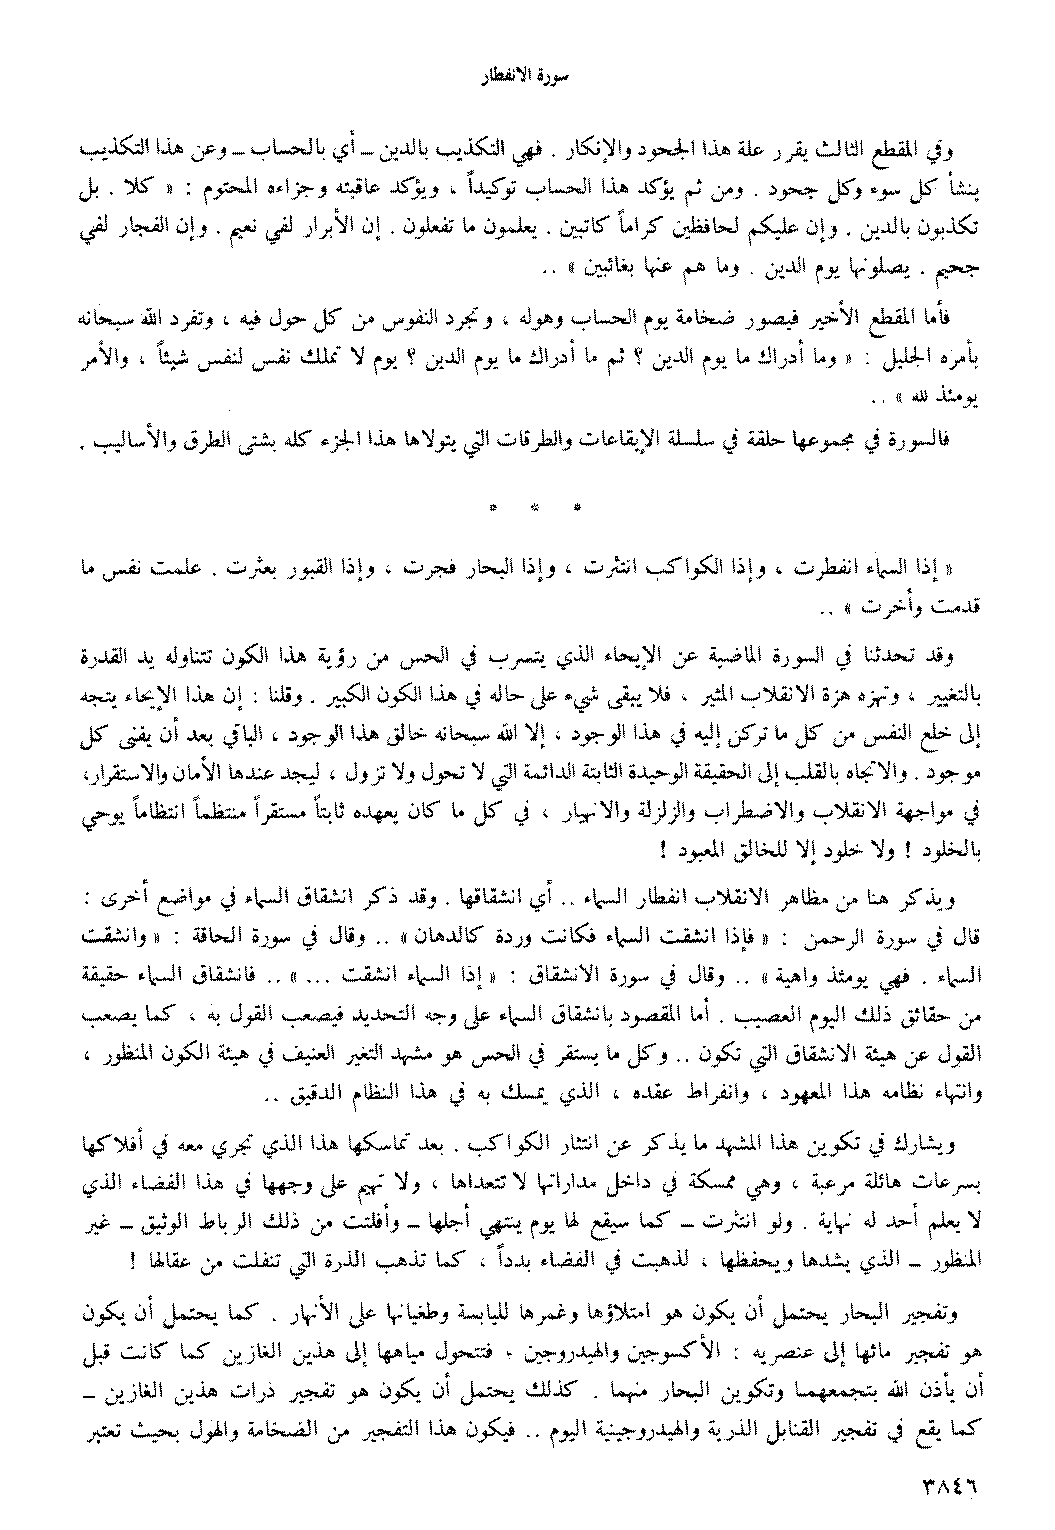 سورة الانفطار
وفي المقطع الثالث يقرر علة هذا الجحود والإنكار . فهي التكذيب بالدين – أي بالحساب – وعن هذا التكذيب
ينشأ كل سوء وكل جحود . ومن ثم يؤكد هذا الحساب توكيداً ، ويؤكد عاقبته وجزاءه المحتوم : « كلا . بل
تكذبون بالدين . وإن عليكم لحافظين كراماً كاتبين . يعلمون ما تفعلون . إن الأبرار لفي نعيم . وإن الفجار لفي
جحيم . يصلونها يوم الدين . وما هم عنها بغائبين » ..
فأما المقطع الأخير فيصور ضخامة يوم الحساب وهوله ، وتجرد النفوس من كل حول فيه ، وتفرد الله سبحانه
بأمره الجليل : « وما أدراك ما يوم الدين ؟ ثم ما أدراك ما يوم الدين ؟ يوم لا تملك نفس لنفس شيئاً ، والأمر
يومئذ لله » ..
فالسورة في مجموعها حلقة في سلسلة الإيقاعات والطرقات التي يتولاها هذا الجزء كله بشتى الطرق والأساليب .
* * *
« إذا السماء انفطرت ، وإذا الكواكب انتثرت ، وإذا البحار فجرت ، وإذا القبور بعثرت . علمت نفس ما
قدمت وأخرت » ..
وقد تحدثنا في السورة الماضية عن الإيحاء الذي يتسرب في الحس من رؤية هذا الكون تتناوله يد القدرة
بالتغيير ، وتهزه هزة الانقلاب المثير ، فلا يبقى شيء على حاله في هذا الكون الكبير . وقلنا : إن هذا الإيحاء يتجه
إلى خلع النفس من كل ما تركن إليه في هذا الوجود ، إلا الله سبحانه خالق هذا الوجود ، الباقي بعد أن يفنى كل
موجود . والاتجاه بالقلب إلى الحقيقة الوحيدة الثابتة الدائمة التي لا تحول ولا تزول ، ليجد عندها الأمان والاستقرار،
في مواجهة الانقلاب والاضطراب والزلزلة والانهيار ، في كل ما كان يعهده ثابتاً مستقراً منتظماً انتظاماً يوحي
بالخلود ! ولا خلود إلا للخالق المعبود !
ويذكر هنا من مظاهر الانقلاب انفطار السماء .. أي انشقاقها . وقد ذكر انشقاق السماء في مواضع أخرى :
قال في سورة الرحمن : « فإذا انشقت السماء فكانت وردة كالدهان» .. وقال في سورة الحاقة : « وانشقت
السماء . فهي يومئذ واهية » .. وقال في سورة الانشقاق : « إذا السماء انشقت ... » .. فانشقاق السماء حقيقة
من حقائق ذلك اليوم العصيب . أما المقصود بانشقاق السماء على وجه التحديد فيصعب القول به ، كما يصعب
القول عن هيئة الانشقاق التي تكون .. وكل ما يستقر في الحس هو مشهد التغير العنيف في هيئة الكون المنظور ،
وانتهاء نظامه هذا المعهود ، وانفراط عقده ، الذي يمسك به في هذا النظام الدقيق ..
ويشارك في تكوين هذا المشهد ما يذكر عن انتثار الكواكب . بعد تماسكها هذا الذي تجري معه في أفلاكها
بسرعات هائلة مرعبة ، وهي ممسكة في داخل مداراتها لا تتعداها ، ولا تهيم على وجهها في هذا الفضاء الذي
لا يعلم أحد له نهاية . ولو انتثرت – كما سيقع لها يوم ينتهي أجلها – وأفلتت من ذلك الرباط الوثيق – غير
المنظور – الذي يشدها ويحفظها ، لذهبت في الفضاء بدداً ، كما تذهب الذرة التي تنفلت من عقالها !
وتفجير البحار يحتمل أن يكون هو امتلاؤها وغمرها لليابسة وطغيانها على الأنهار . كما يحتمل أن يكون
هو تفجير مائها إلى عنصريه : الأكسوجين والهيدروجين ؛ فتتحول مياهها إلى هذين الغازين كما كانت قبل
أن يأذن الله بتجمعهما وتكوين البحار منهما . كذلك يحتمل أن يكون هو تفجير ذرات هذين الغازين –
كما يقع في تفجير القنابل الذرية والهيدروجينية اليوم .. فيكون هذا التفجير من الضخامة والهول بحيث تعتبر
٣٨٤٦